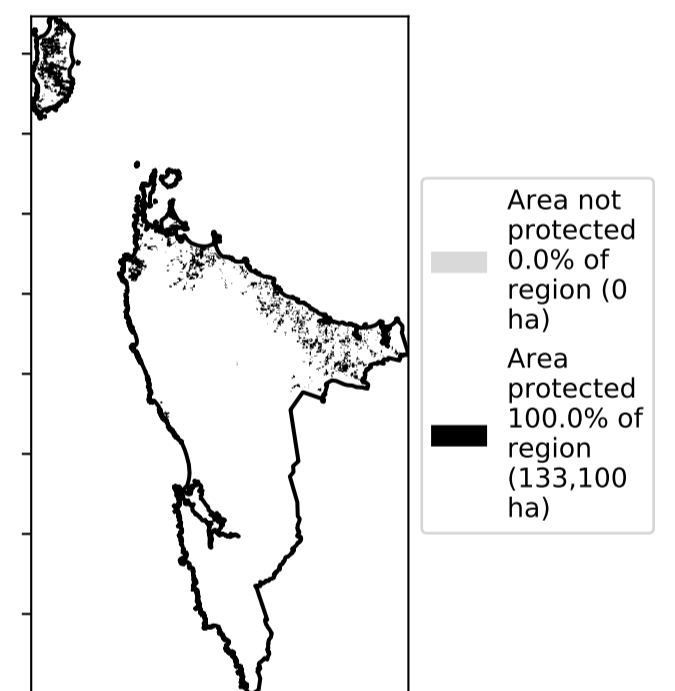 Area not
protected
0.0% of
region (0
ha)
Area
protected
100.0% of
region
(133,100
ha)